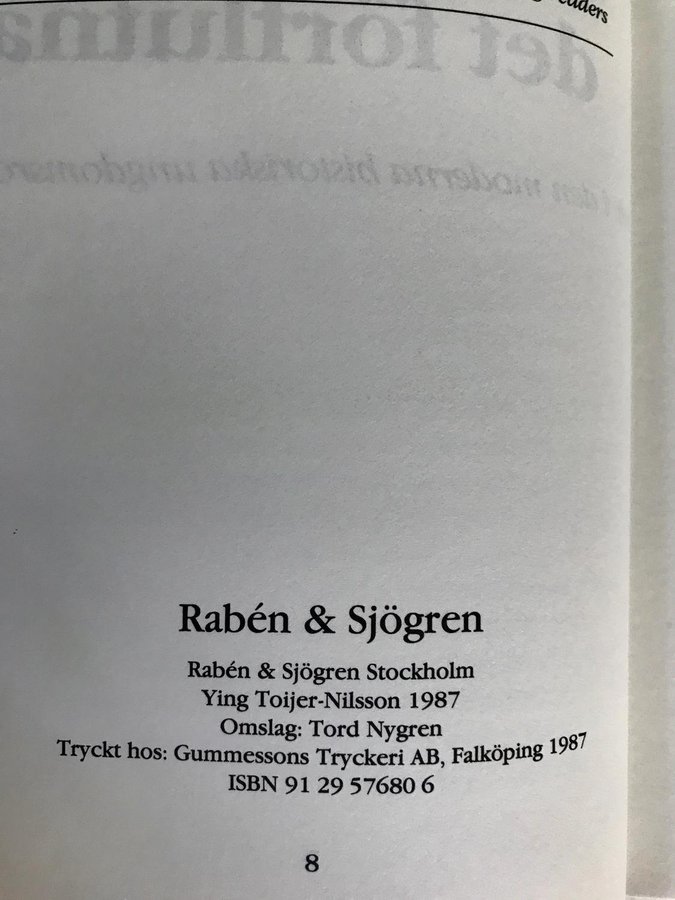 Rabén & Sjögren
Rabén & Sjögren Stockholm
Ying Toijer-Nilsson 1987
Omslag: Tord Nygren
Tryckt hos: Gummessons Tryckeri AB, Falköping 1987
ISBN 91 29 57680 6
8